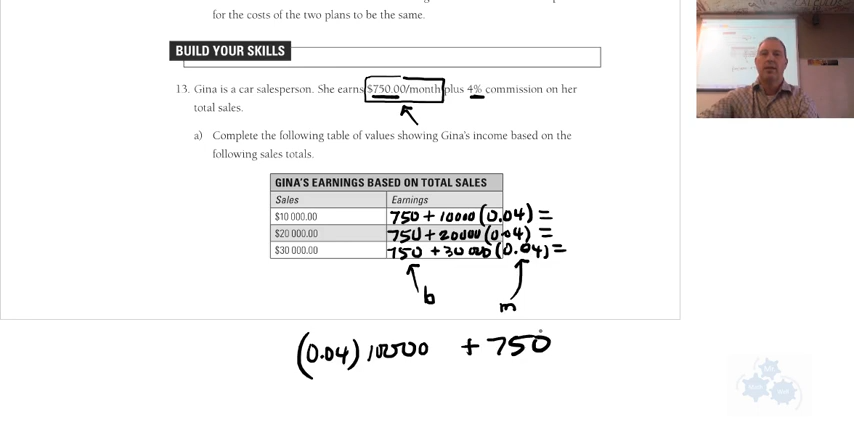 for the costs of the two plans to be the same.
BUILD YOUR SKILLS
13. Gina is a car salesperson. She earns $750.00/month plus 4% commission on her
total sales.
a) Complete the following table of values showing Gina's income based on the
following sales totals.
GINA'S EARNINGS BASED ON TOTAL SALES
Sales Earnings
$10 000.00 750 + 10000 (0.04) =
$20 000.00 750 + 20000 (0.04) =
$30 000.00 750 + 30000 (0.04) =
b
m
(0.04) 10000 + 750